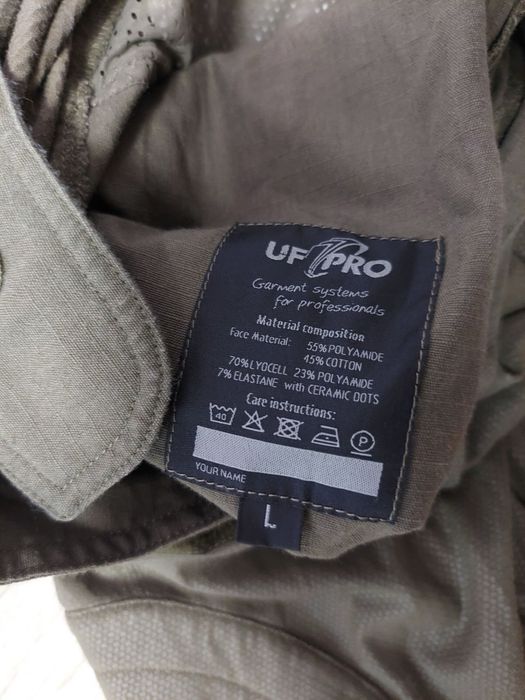 UF PRO
Garment systems
for professionals
Material composition
Face Material: 55% POLYAMIDE
45% COTTON
70% LYOCELL 23% POLYAMIDE
7% ELASTANE with CERAMIC DOTS
Care instructions:
40
P
YOUR NAME
L